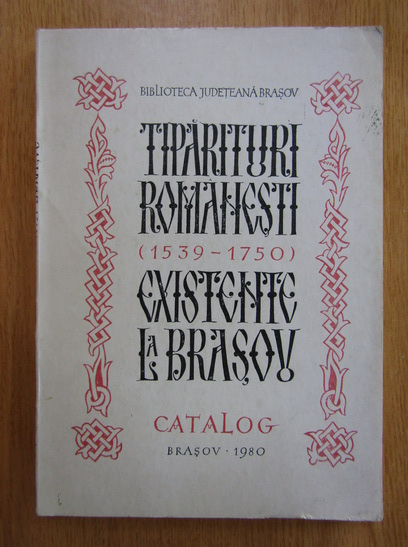 BIBLIOTECA JUDEȚEANĂ BRAȘOV
TIPĂRITURI
ROMÂNEȘTI
(1539-1750)
EXISTENTE
LA BRAȘOV
CATALOG
BRAȘOV · 1980